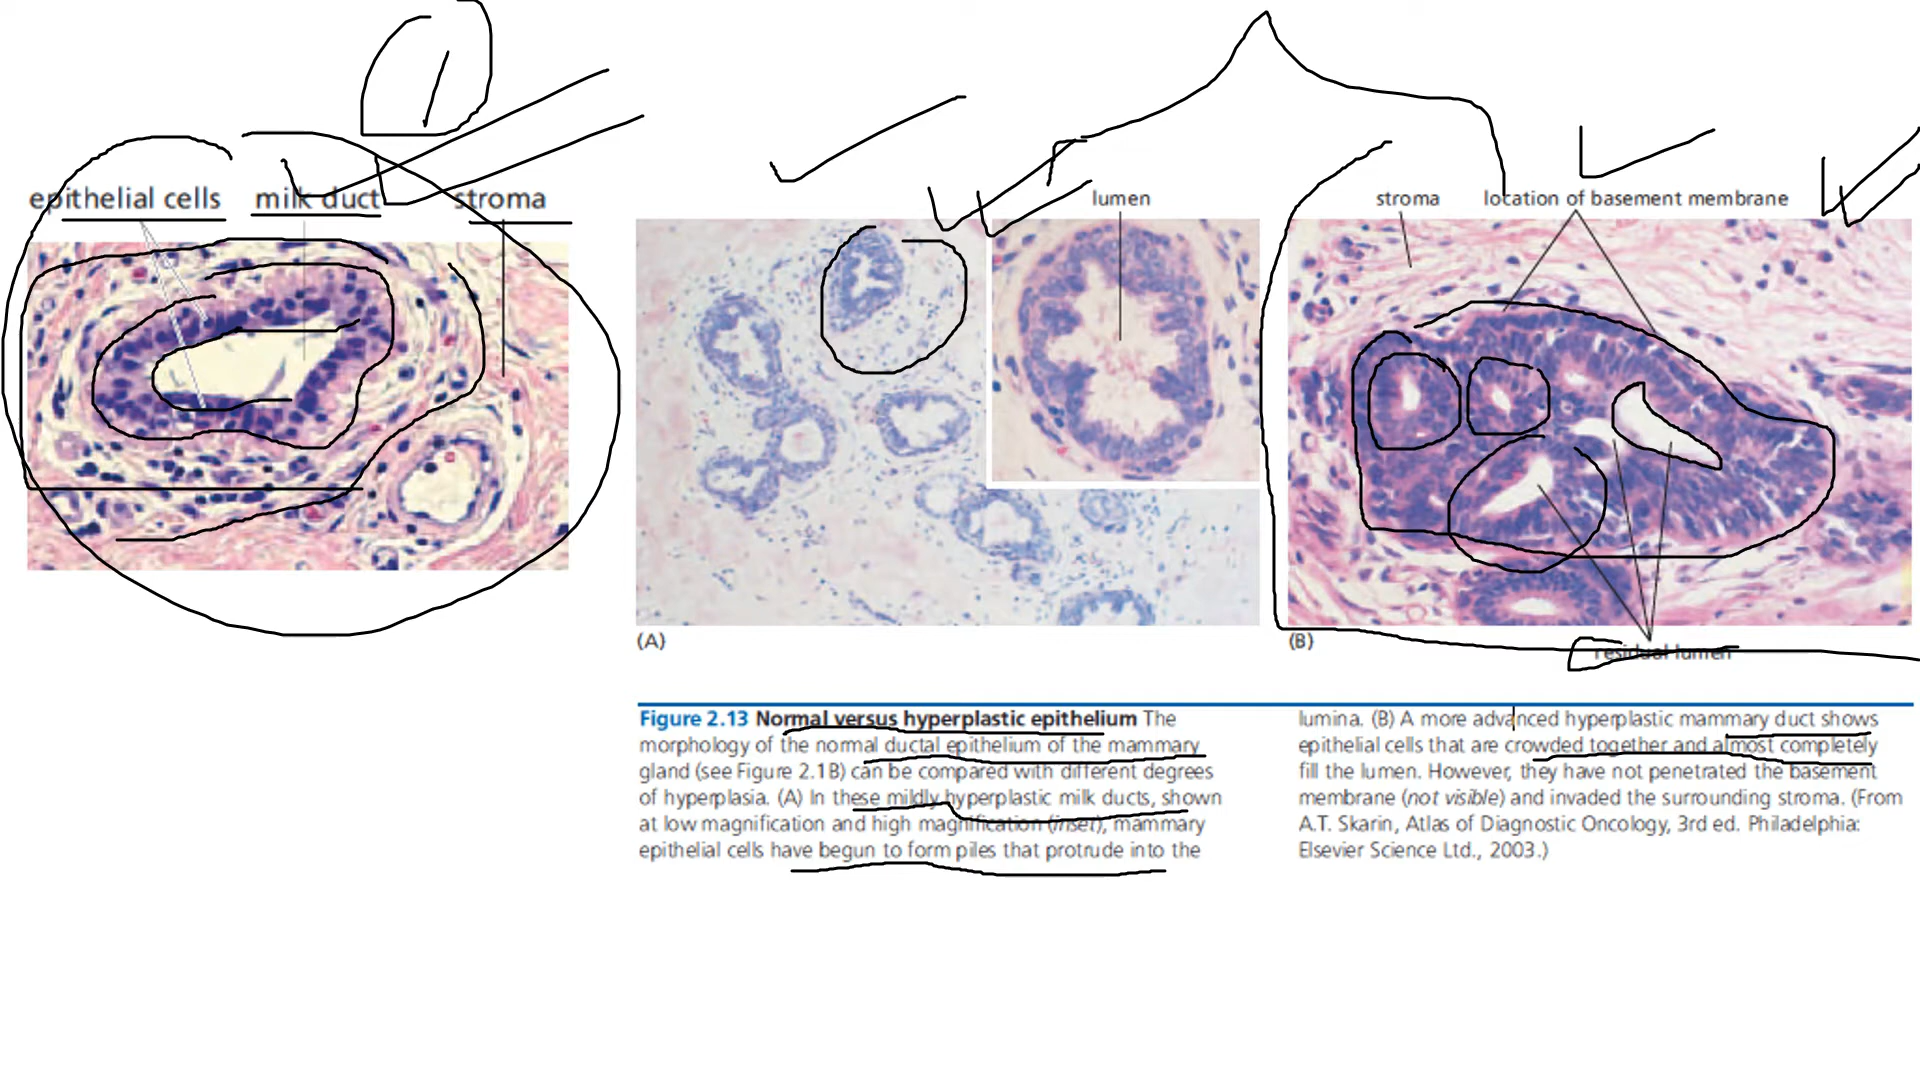 epithelial cells milk duct stroma
lumen
stroma location of basement membrane
(A)
(B)
residual lumen
Figure 2.13 Normal versus hyperplastic epithelium The
morphology of the normal ductal epithelium of the mammary
gland (see Figure 2.1B) can be compared with different degrees
of hyperplasia. (A) In these mildly hyperplastic milk ducts, shown
at low magnification and high magnification (inset), mammary
epithelial cells have begun to form piles that protrude into the
lumina. (B) A more advanced hyperplastic mammary duct shows
epithelial cells that are crowded together and almost completely
fill the lumen. However, they have not penetrated the basement
membrane (not visible) and invaded the surrounding stroma. (From
A.T. Skarin, Atlas of Diagnostic Oncology, 3rd ed. Philadelphia:
Elsevier Science Ltd., 2003.)